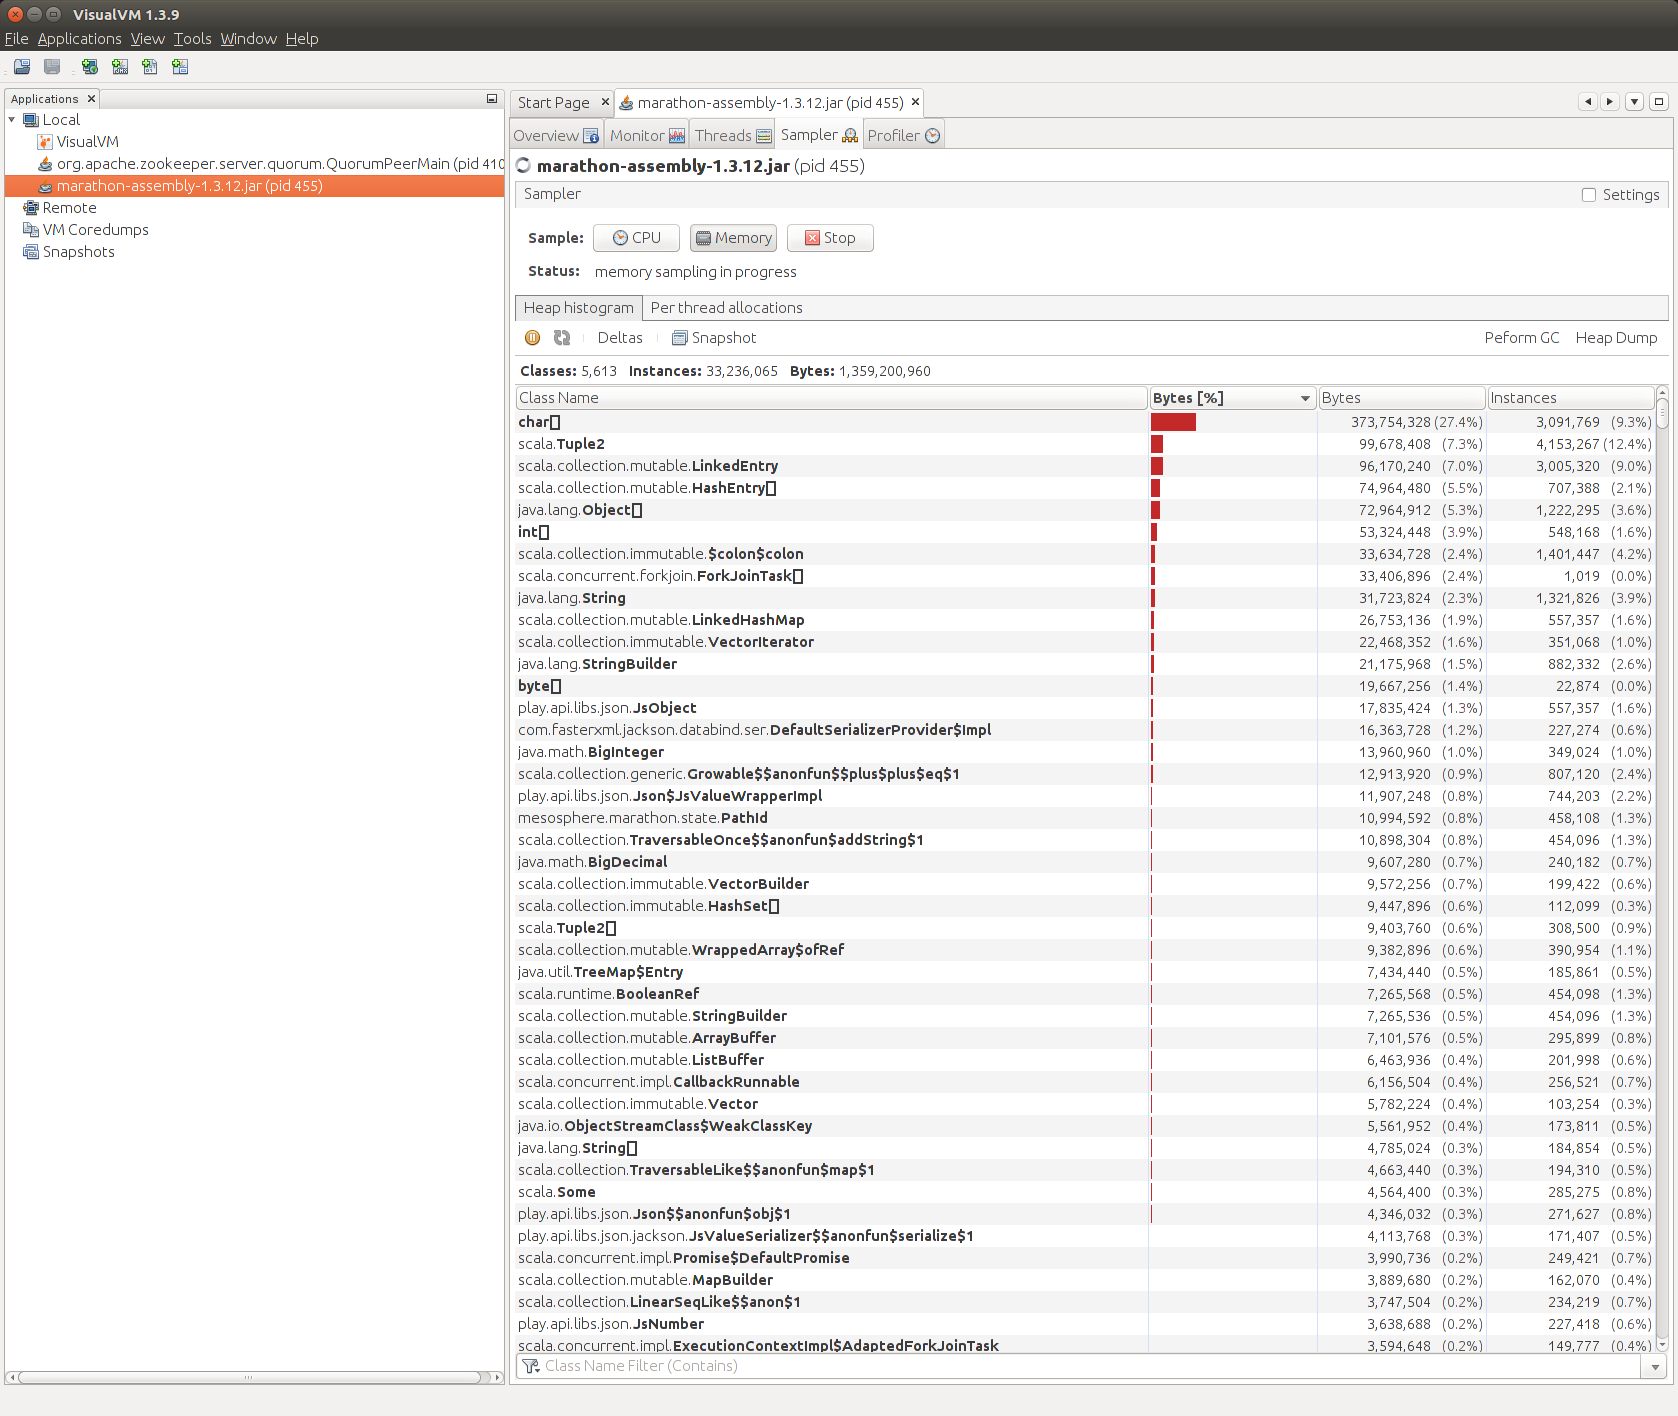 VisualVM 1.3.9
File Applications View Tools Window Help
Applications
Local
VisualVM
org.apache.zookeeper.server.quorum.QuorumPeerMain (pid 410
marathon-assembly-1.3.12.jar (pid 455)
Remote
VM Coredumps
Snapshots
Start Page marathon-assembly-1.3.12.jar (pid 455)
Overview Monitor Threads Sampler Profiler
marathon-assembly-1.3.12.jar (pid 455)
Sampler Settings
Sample: CPU Memory Stop
Status: memory sampling in progress
Heap histogram Per thread allocations
Deltas Snapshot Peform GC Heap Dump
Classes: 5,613 Instances: 33,236,065 Bytes: 1,359,200,960
Class Name Bytes [%] Bytes Instances
char[] 373,754,328 (27.4%) 3,091,769 (9.3%)
scala.Tuple2 99,678,408 (7.3%) 4,153,267 (12.4%)
scala.collection.mutable.LinkedEntry 96,170,240 (7.0%) 3,005,320 (9.0%)
scala.collection.mutable.HashEntry[] 74,964,480 (5.5%) 707,388 (2.1%)
java.lang.Object[] 72,964,912 (5.3%) 1,222,295 (3.6%)
int[] 53,324,448 (3.9%) 548,168 (1.6%)
scala.collection.immutable.$colon$colon 33,634,728 (2.4%) 1,401,447 (4.2%)
scala.concurrent.forkjoin.ForkJoinTask[] 33,406,896 (2.4%) 1,019 (0.0%)
java.lang.String 31,723,824 (2.3%) 1,321,826 (3.9%)
scala.collection.mutable.LinkedHashMap 26,753,136 (1.9%) 557,357 (1.6%)
scala.collection.immutable.VectorIterator 22,468,352 (1.6%) 351,068 (1.0%)
java.lang.StringBuilder 21,175,968 (1.5%) 882,332 (2.6%)
byte[] 19,667,256 (1.4%) 22,874 (0.0%)
play.api.libs.json.JsObject 17,835,424 (1.3%) 557,357 (1.6%)
com.fasterxml.jackson.databind.ser.DefaultSerializerProvider$Impl 16,363,728 (1.2%) 227,274 (0.6%)
java.math.BigInteger 13,960,960 (1.0%) 349,024 (1.0%)
scala.collection.generic.Growable$$anonfun$$plus$plus$eq$1 12,913,920 (0.9%) 807,120 (2.4%)
play.api.libs.json.Json$JsValueWrapperImpl 11,907,248 (0.8%) 744,203 (2.2%)
mesosphere.marathon.state.PathId 10,994,592 (0.8%) 458,108 (1.3%)
scala.collection.TraversableOnce$$anonfun$addString$1 10,898,304 (0.8%) 454,096 (1.3%)
java.math.BigDecimal 9,607,280 (0.7%) 240,182 (0.7%)
scala.collection.immutable.VectorBuilder 9,572,256 (0.7%) 199,422 (0.6%)
scala.collection.immutable.HashSet[] 9,447,896 (0.6%) 112,099 (0.3%)
scala.Tuple2[] 9,403,760 (0.6%) 308,500 (0.9%)
scala.collection.mutable.WrappedArray$ofRef 9,382,896 (0.6%) 390,954 (1.1%)
java.util.TreeMap$Entry 7,434,440 (0.5%) 185,861 (0.5%)
scala.runtime.BooleanRef 7,265,568 (0.5%) 454,098 (1.3%)
scala.collection.mutable.StringBuilder 7,265,536 (0.5%) 454,096 (1.3%)
scala.collection.mutable.ArrayBuffer 7,101,576 (0.5%) 295,899 (0.8%)
scala.collection.mutable.ListBuffer 6,463,936 (0.4%) 201,998 (0.6%)
scala.concurrent.impl.CallbackRunnable 6,156,504 (0.4%) 256,521 (0.7%)
scala.collection.immutable.Vector 5,782,224 (0.4%) 103,254 (0.3%)
java.io.ObjectStreamClass$WeakClassKey 5,561,952 (0.4%) 173,811 (0.5%)
java.lang.String[] 4,785,024 (0.3%) 184,854 (0.5%)
scala.collection.TraversableLike$$anonfun$map$1 4,663,440 (0.3%) 194,310 (0.5%)
scala.Some 4,564,400 (0.3%) 285,275 (0.8%)
play.api.libs.json.Json$$anonfun$obj$1 4,346,032 (0.3%) 271,627 (0.8%)
play.api.libs.json.jackson.JsValueSerializer$$anonfun$serialize$1 4,113,768 (0.3%) 171,407 (0.5%)
scala.concurrent.impl.Promise$DefaultPromise 3,990,736 (0.2%) 249,421 (0.7%)
scala.collection.mutable.MapBuilder 3,889,680 (0.2%) 162,070 (0.4%)
scala.collection.LinearSeqLike$$anon$1 3,747,504 (0.2%) 234,219 (0.7%)
play.api.libs.json.JsNumber 3,638,688 (0.2%) 227,418 (0.6%)
scala.concurrent.impl.ExecutionContextImpl$AdaptedForkJoinTask 3,594,648 (0.2%) 149,777 (0.4%)
Class Name Filter (Contains)